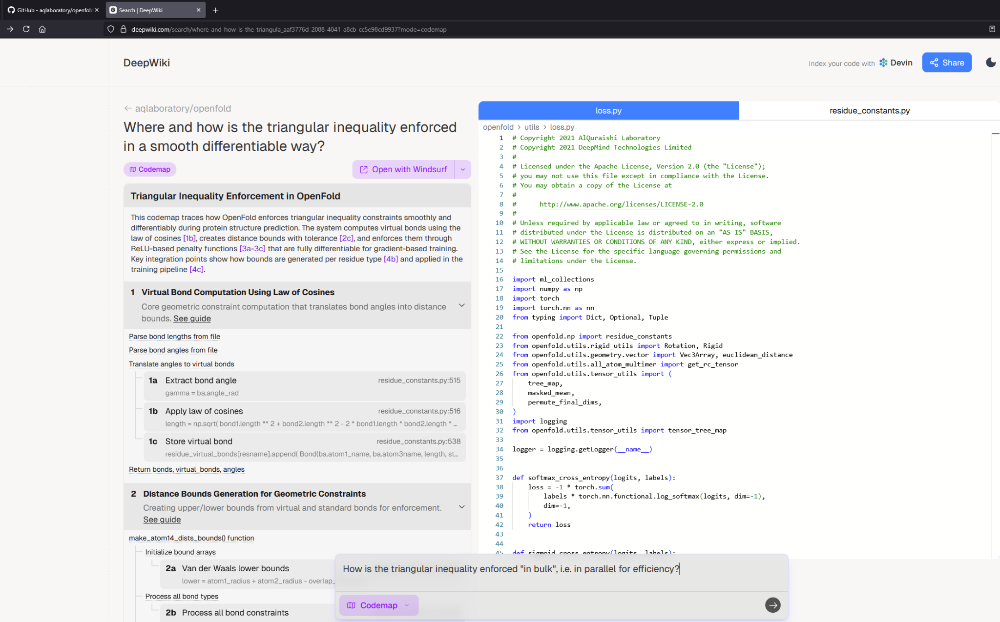 GitHub - aqlaboratory/openfold
Search | DeepWiki
deepwiki.com/search/where-and-how-is-the-triangula_aaf3776d-2088-4041-a8cb-cc5e98cd9937?mode=codemap
DeepWiki
Index your code with Devin
Share
← aqlaboratory/openfold
Where and how is the triangular inequality enforced
in a smooth differentiable way?
Codemap
Open with Windsurf
Triangular Inequality Enforcement in OpenFold
This codemap traces how OpenFold enforces triangular inequality constraints smoothly and
differentiably during protein structure prediction. The system computes virtual bonds using the
law of cosines [1b], creates distance bounds with tolerance [2c], and enforces them through
ReLU-based penalty functions [3a-3c] that are fully differentiable for gradient-based training.
Key integration points show how bounds are generated per residue type [4b] and applied in the
training pipeline [4c].
1 Virtual Bond Computation Using Law of Cosines
Core geometric constraint computation that translates bond angles into distance
bounds. See guide
Parse bond lengths from file
Parse bond angles from file
Translate angles to virtual bonds
1a Extract bond angle residue_constants.py:515
gamma = ba.angle_rad
1b Apply law of cosines residue_constants.py:516
length = np.sqrt( bond1.length ** 2 + bond2.length ** 2 - 2 * bond1.length * bond2.length * ...
1c Store virtual bond residue_constants.py:538
residue_virtual_bonds[resname].append( Bond(ba.atom1_name, ba.atom3name, length, st...
Return bonds, virtual_bonds, angles
2 Distance Bounds Generation for Geometric Constraints
Creating upper/lower bounds from virtual and standard bonds for enforcement.
See guide
make_atom14_dists_bounds() function
Initialize bound arrays
2a Van der Waals lower bounds
lower = atom1_radius + atom2_radius - overlap_
Process all bond types
2b Process all bond constraints
loss.py
residue_constants.py
openfold > utils > loss.py
1 # Copyright 2021 AlQuraishi Laboratory
2 # Copyright 2021 DeepMind Technologies Limited
3 #
4 # Licensed under the Apache License, Version 2.0 (the "License");
5 # you may not use this file except in compliance with the License.
6 # You may obtain a copy of the License at
7 #
8 #      http://www.apache.org/licenses/LICENSE-2.0
9 #
10 # Unless required by applicable law or agreed to in writing, software
11 # distributed under the License is distributed on an "AS IS" BASIS,
12 # WITHOUT WARRANTIES OR CONDITIONS OF ANY KIND, either express or implied.
13 # See the License for the specific language governing permissions and
14 # limitations under the License.
15
16 import ml_collections
17 import numpy as np
18 import torch
19 import torch.nn as nn
20 from typing import Dict, Optional, Tuple
21
22 from openfold.np import residue_constants
23 from openfold.utils.rigid_utils import Rotation, Rigid
24 from openfold.utils.geometry.vector import Vec3Array, euclidean_distance
25 from openfold.utils.all_atom_multimer import get_rc_tensor
26 from openfold.utils.tensor_utils import (
27     tree_map,
28     masked_mean,
29     permute_final_dims,
30 )
31 import logging
32 from openfold.utils.tensor_utils import tensor_tree_map
33
34 logger = logging.getLogger(__name__)
35
36
37 def softmax_cross_entropy(logits, labels):
38     loss = -1 * torch.sum(
39         labels * torch.nn.functional.log_softmax(logits, dim=-1),
40         dim=-1,
41     )
42     return loss
43
44
45 def sigmoid_cross_entropy(logits, labels):
How is the triangular inequality enforced "in bulk", i.e. in parallel for efficiency?
Codemap